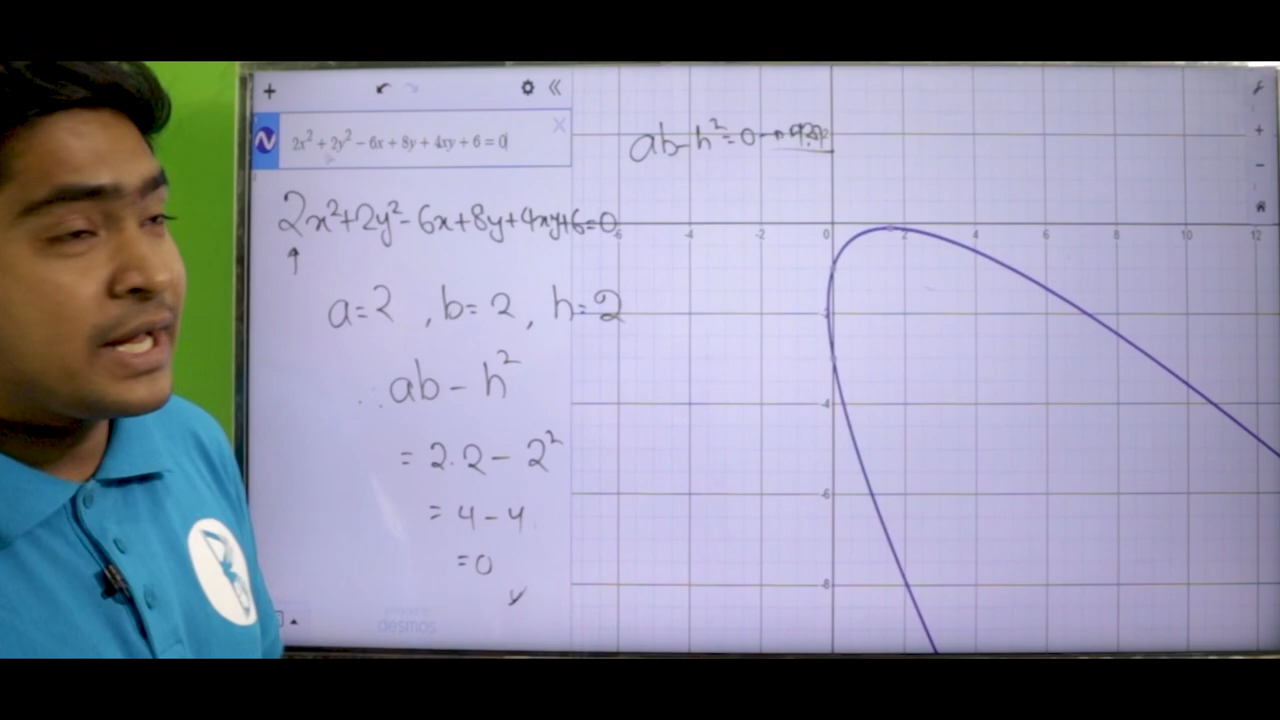 2x² + 2y² − 6x + 8y + 4xy + 6 = 0
ab - h² = 0
2x²+2y²- 6x+8y+4xy+6=0
a=2 , b=2 , h=2
∴ ab - h²
= 2.2 - 2²
= 4 - 4
= 0
-6 -4 -2 0 2 4 6 8 10 12
-4
-6
-8
desmos